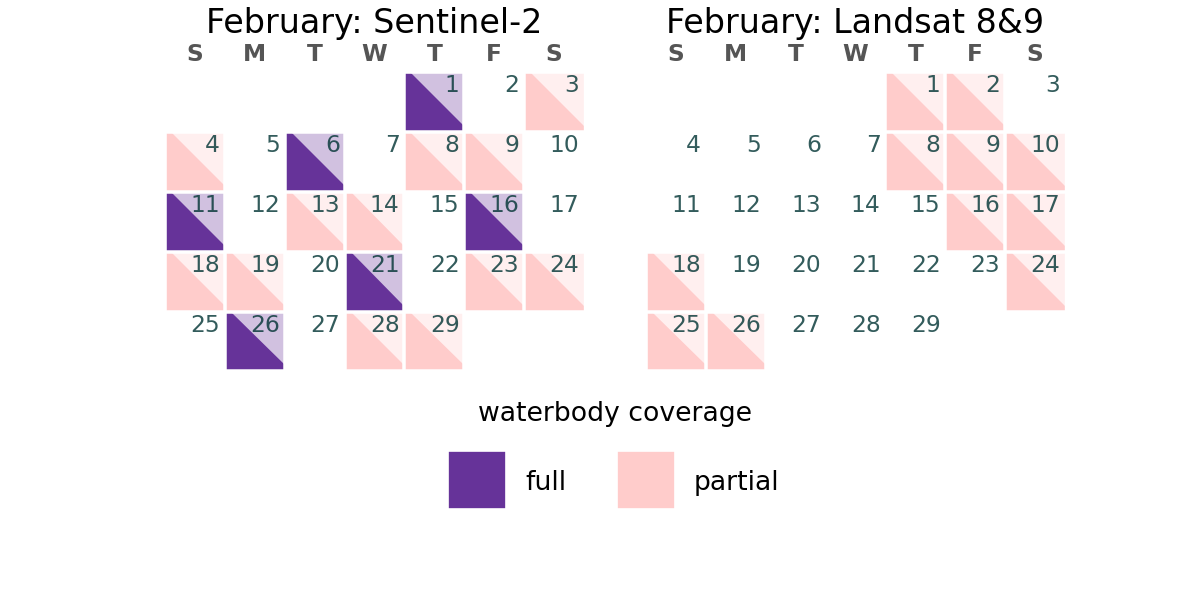 February: Sentinel-2
S M T W T F S
1 2 3
4 5 6 7 8 9 10
11 12 13 14 15 16 17
18 19 20 21 22 23 24
25 26 27 28 29
February: Landsat 8&9
S M T W T F S
1 2 3
4 5 6 7 8 9 10
11 12 13 14 15 16 17
18 19 20 21 22 23 24
25 26 27 28 29
waterbody coverage
full
partial